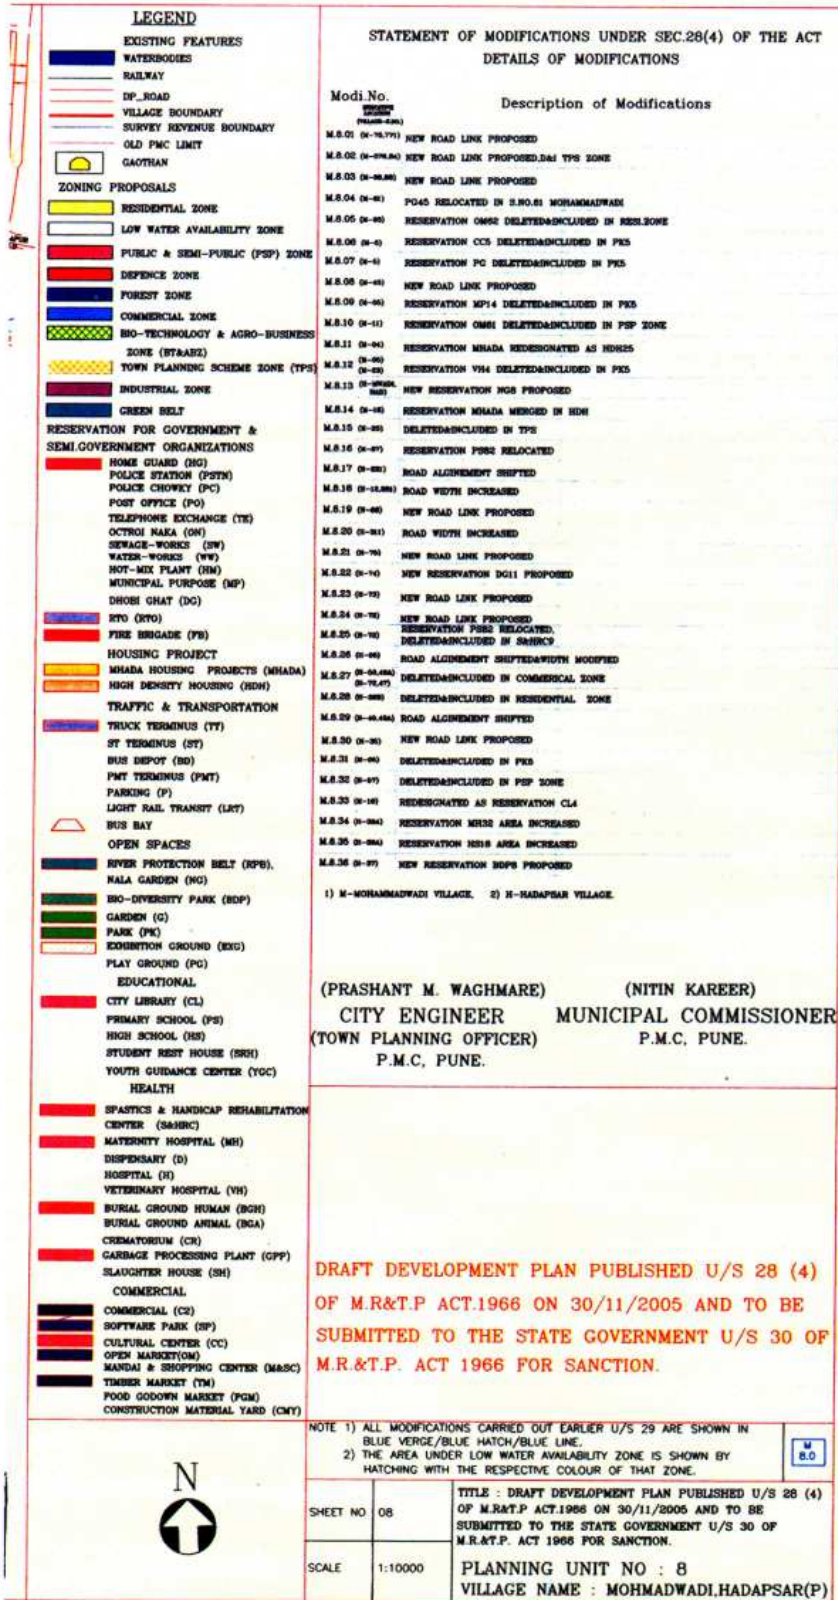 LEGEND
EXISTING FEATURES
WATERBODIES
RAILWAY
DP_ROAD
VILLAGE BOUNDARY
SURVEY REVENUE BOUNDARY
OLD PMC LIMIT
GAOTHAN
ZONING PROPOSALS
RESIDENTIAL ZONE
LOW WATER AVAILABILITY ZONE
PUBLIC & SEMI-PUBLIC (PSP) ZONE
DEFENCE ZONE
FOREST ZONE
COMMERCIAL ZONE
BIO-TECHNOLOGY & AGRO-BUSINESS
ZONE (BT&ABZ)
TOWN PLANNING SCHEME ZONE (TPS)
INDUSTRIAL ZONE
GREEN BELT
RESERVATION FOR GOVERNMENT &
SEMI.GOVERNMENT ORGANIZATIONS
HOME GUARD (HG)
POLICE STATION (PSTN)
POLICE CHOWKY (PC)
POST OFFICE (PO)
TELEPHONE EXCHANGE (TE)
OCTROI NAKA (ON)
SEWAGE-WORKS (SW)
WATER-WORKS (WW)
HOT-MIX PLANT (HM)
MUNICIPAL PURPOSE (MP)
DHOBI GHAT (DG)
RTO (RTO)
FIRE BRIGADE (FB)
HOUSING PROJECT
MHADA HOUSING PROJECTS (MHADA)
HIGH DENSITY HOUSING (HDH)
TRAFFIC & TRANSPORTATION
TRUCK TERMINUS (TT)
ST TERMINUS (ST)
BUS DEPOT (BD)
PMT TERMINUS (PMT)
PARKING (P)
LIGHT RAIL TRANSIT (LRT)
BUS BAY
OPEN SPACES
RIVER PROTECTION BELT (RPB),
NALA GARDEN (NG)
BIO-DIVERSITY PARK (BDP)
GARDEN (G)
PARK (PK)
EXHIBITION GROUND (EXG)
PLAY GROUND (PG)
EDUCATIONAL
CITY LIBRARY (CL)
PRIMARY SCHOOL (PS)
HIGH SCHOOL (HS)
STUDENT REST HOUSE (SRH)
YOUTH GUIDANCE CENTER (YGC)
HEALTH
SPASTICS & HANDICAP REHABILITATION
CENTER (S&HRC)
MATERNITY HOSPITAL (MH)
DISPENSARY (D)
HOSPITAL (H)
VETERINARY HOSPITAL (VH)
BURIAL GROUND HUMAN (BGH)
BURIAL GROUND ANIMAL (BGA)
CREMATORIUM (CR)
GARBAGE PROCESSING PLANT (GPP)
SLAUGHTER HOUSE (SH)
COMMERCIAL
COMMERCIAL (C2)
SOFTWARE PARK (SP)
CULTURAL CENTER (CC)
OPEN MARKET(OM)
MANDAI & SHOPPING CENTER (M&SC)
TIMBER MARKET (TM)
FOOD GODOWN MARKET (FGM)
CONSTRUCTION MATERIAL YARD (CMY)
N
STATEMENT OF MODIFICATIONS UNDER SEC.28(4) OF THE ACT
DETAILS OF MODIFICATIONS
Modi.No. Description of Modifications
M.8.01 NEW ROAD LINK PROPOSED
M.8.02 NEW ROAD LINK PROPOSED,D&I TPS ZONE
M.8.03 NEW ROAD LINK PROPOSED
M.8.04 PG45 RELOCATED IN S.NO.61 MOHAMMADWADI
M.8.05 RESERVATION OM62 DELETED&INCLUDED IN RESI.ZONE
M.8.06 RESERVATION CC5 DELETED&INCLUDED IN PK5
M.8.07 RESERVATION PG DELETED&INCLUDED IN PK5
M.8.08 NEW ROAD LINK PROPOSED
M.8.09 RESERVATION MP14 DELETED&INCLUDED IN PK5
M.8.10 RESERVATION OM61 DELETED&INCLUDED IN PSP ZONE
M.8.11 RESERVATION MHADA REDESIGNATED AS HDH25
M.8.12 RESERVATION VH4 DELETED&INCLUDED IN PK5
M.8.13 NEW RESERVATION NG8 PROPOSED
M.8.14 RESERVATION MHADA MERGED IN HDH
M.8.15 DELETED&INCLUDED IN TPS
M.8.16 RESERVATION PS82 RELOCATED
M.8.17 ROAD ALGINEMENT SHIFTED
M.8.18 ROAD WIDTH INCREASED
M.8.19 NEW ROAD LINK PROPOSED
M.8.20 ROAD WIDTH INCREASED
M.8.21 NEW ROAD LINK PROPOSED
M.8.22 NEW RESERVATION DG11 PROPOSED
M.8.23 NEW ROAD LINK PROPOSED
M.8.24 NEW ROAD LINK PROPOSED
M.8.25 RESERVATION PS82 RELOCATED,
DELETED&INCLUDED IN S&HRC9
M.8.26 ROAD ALGINEMENT SHIFTED&WIDTH MODIFIED
M.8.27 DELETED&INCLUDED IN COMMERICAL ZONE
M.8.28 DELETED&INCLUDED IN RESIDENTIAL ZONE
M.8.29 ROAD ALGINEMENT SHIFTED
M.8.30 NEW ROAD LINK PROPOSED
M.8.31 DELETED&INCLUDED IN PK6
M.8.32 DELETED&INCLUDED IN PSP ZONE
M.8.33 REDESIGNATED AS RESERVATION CL4
M.8.34 RESERVATION MH32 AREA INCREASED
M.8.35 RESERVATION HS18 AREA INCREASED
M.8.36 NEW RESERVATION BDP8 PROPOSED
1) M-MOHAMMADWADI VILLAGE, 2) H-HADAPSAR VILLAGE.
(PRASHANT M. WAGHMARE) (NITIN KAREER)
CITY ENGINEER MUNICIPAL COMMISSIONER
(TOWN PLANNING OFFICER) P.M.C, PUNE.
P.M.C, PUNE.
DRAFT DEVELOPMENT PLAN PUBLISHED U/S 28 (4)
OF M.R&T.P ACT.1966 ON 30/11/2005 AND TO BE
SUBMITTED TO THE STATE GOVERNMENT U/S 30 OF
M.R.&T.P. ACT 1966 FOR SANCTION.
NOTE 1) ALL MODIFICATIONS CARRIED OUT EARLIER U/S 29 ARE SHOWN IN
BLUE VERGE/BLUE HATCH/BLUE LINE.
2) THE AREA UNDER LOW WATER AVAILABILITY ZONE IS SHOWN BY
HATCHING WITH THE RESPECTIVE COLOUR OF THAT ZONE.
M
8.0
SHEET NO 08
SCALE 1:10000
TITLE : DRAFT DEVELOPMENT PLAN PUBLISHED U/S 28 (4)
OF M.R&T.P ACT.1966 ON 30/11/2005 AND TO BE
SUBMITTED TO THE STATE GOVERNMENT U/S 30 OF
M.R.&T.P. ACT 1966 FOR SANCTION.
PLANNING UNIT NO : 8
VILLAGE NAME : MOHMADWADI,HADAPSAR(P)